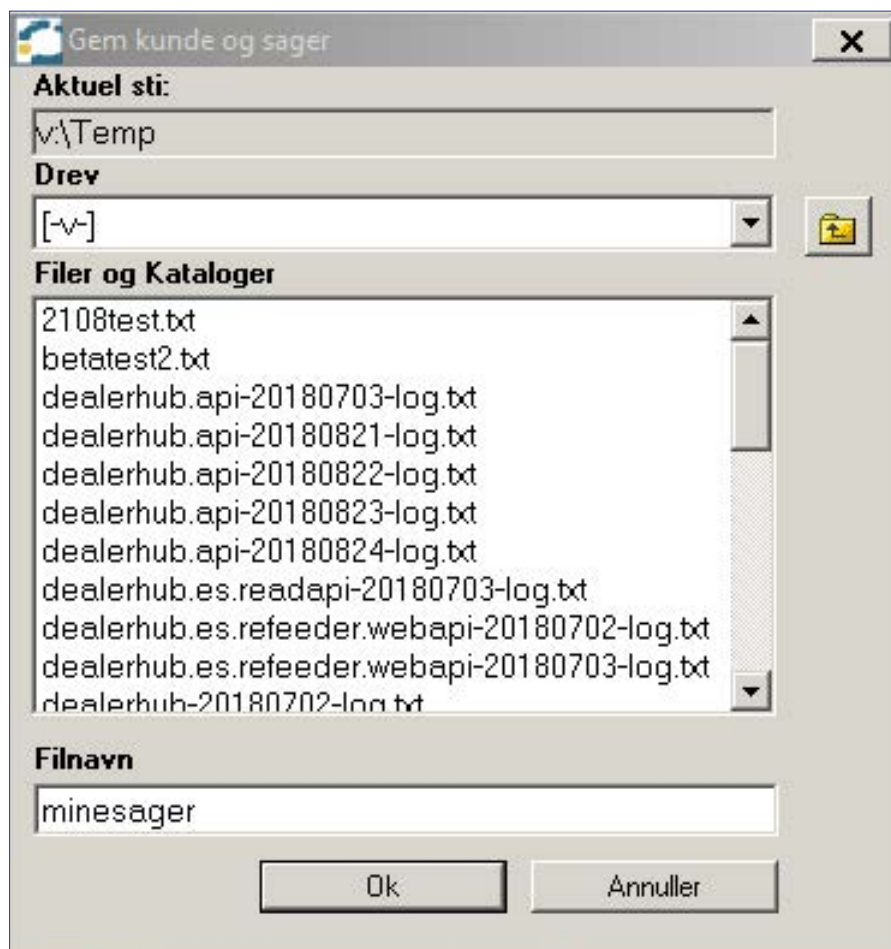 Gem kunde og sager
Aktuel sti:
v:\Temp
Drev
[-v-]
Filer og Kataloger
2108test.txt
betatest2.txt
dealerhub.api-20180703-log.txt
dealerhub.api-20180821-log.txt
dealerhub.api-20180822-log.txt
dealerhub.api-20180823-log.txt
dealerhub.api-20180824-log.txt
dealerhub.es.readapi-20180703-log.txt
dealerhub.es.refeeder.webapi-20180702-log.txt
dealerhub.es.refeeder.webapi-20180703-log.txt
dealerhub-20180702-log.txt
Filnavn
minesager
Ok Annuller